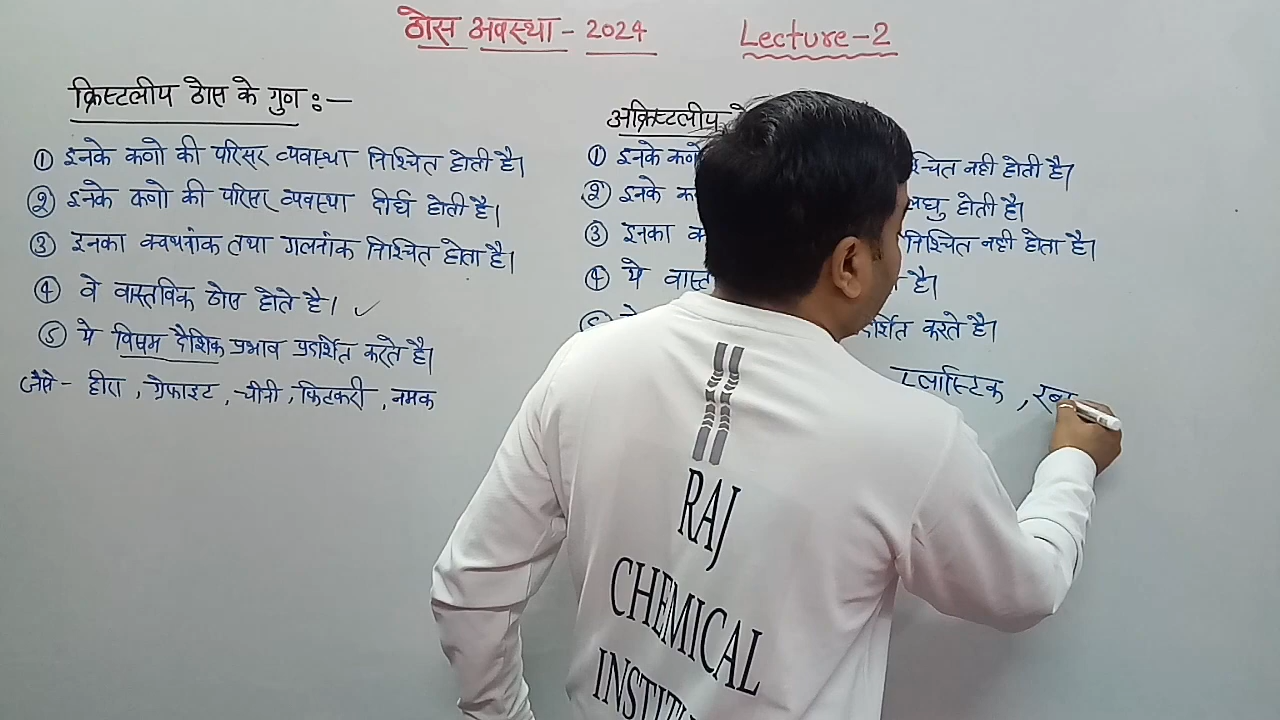 ठोस अवस्था - 2024 Lecture-2
क्रिस्टलीय ठोस के गुण :-
① इनके कणो की परिसर व्यवस्था निश्चित होती है।
② इनके कणो की परिसर व्यवस्था दीर्घ होती है।
③ इनका क्वथनांक तथा गलनांक निश्चित होता है।
④ वे वास्तविक ठोस होते है। ✓
⑤ ये विषम दैशिक प्रभाव प्रदर्शित करते है।
जैसे - हीरा , ग्रेफाइट , चीनी , फिटकरी , नमक
अक्रिस्टलीय
① इनके कणो श्चित नही होती है।
② इनके लघु होती है।
③ इनका निश्चित नही होता है।
④ ये है।
⑤ करते है।
प्लास्टिक , रब
RAJ
CHEMICAL